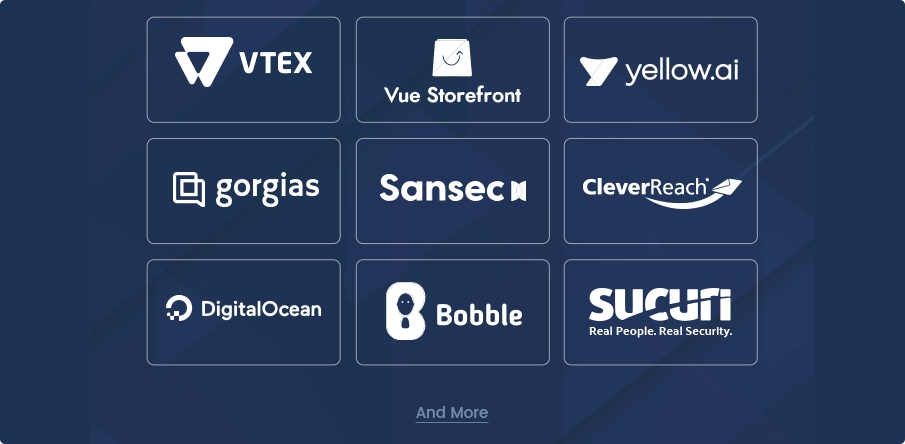 VTEX
Vue Storefront
yellow.ai
gorgias
Sansec
CleverReach®
DigitalOcean
Bobble
SUCURI
Real People. Real Security.
And More